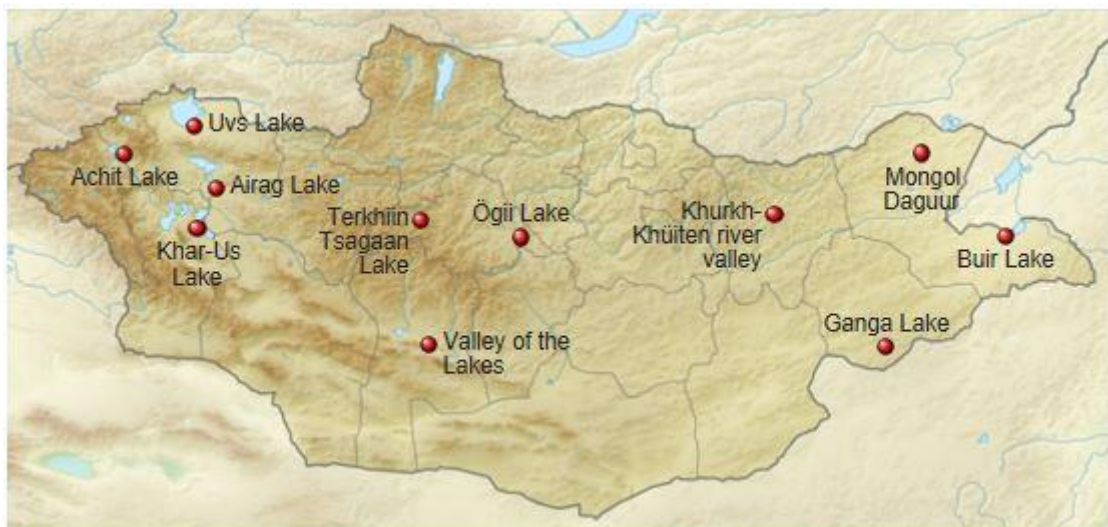 Uvs Lake
Achit Lake
Airag Lake
Khar-Us
Lake
Terkhiin
Tsagaan
Lake
Ögii Lake
Khurkh-
Khüiten river
valley
Mongol
Daguur
Buir Lake
Ganga Lake
Valley of the
Lakes